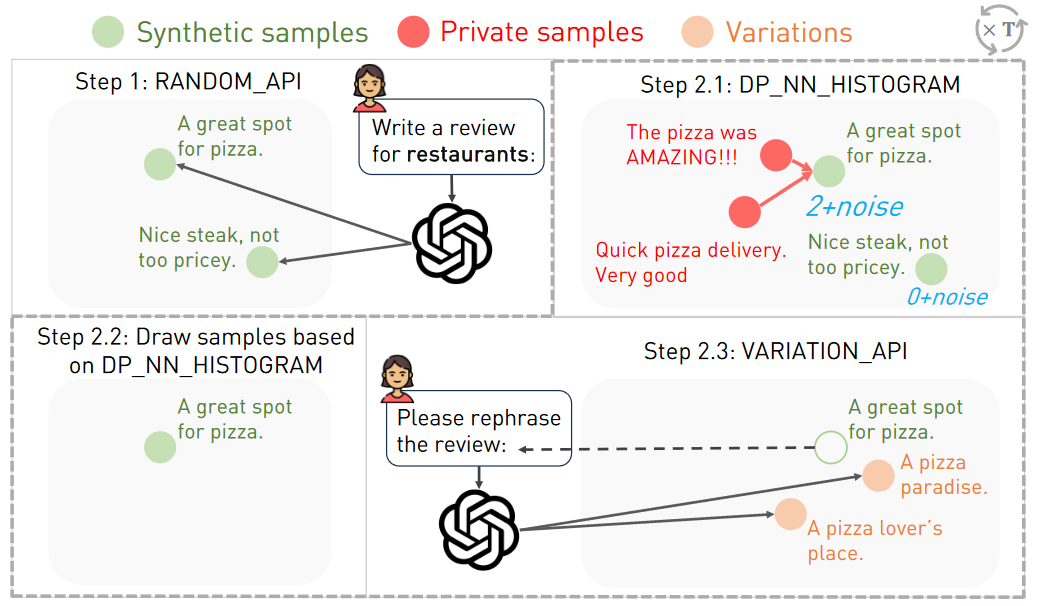 Synthetic samples
Private samples
Variations
× T
Step 1: RANDOM_API
A great spot
for pizza.
Nice steak, not
too pricey.
Write a review
for restaurants:
Step 2.1: DP_NN_HISTOGRAM
The pizza was
AMAZING!!!
A great spot
for pizza.
2+noise
Quick pizza delivery.
Very good
Nice steak, not
too pricey.
0+noise
Step 2.2: Draw samples based
on DP_NN_HISTOGRAM
A great spot
for pizza.
Step 2.3: VARIATION_API
Please rephrase
the review:
A great spot
for pizza.
A pizza
paradise.
A pizza lover's
place.